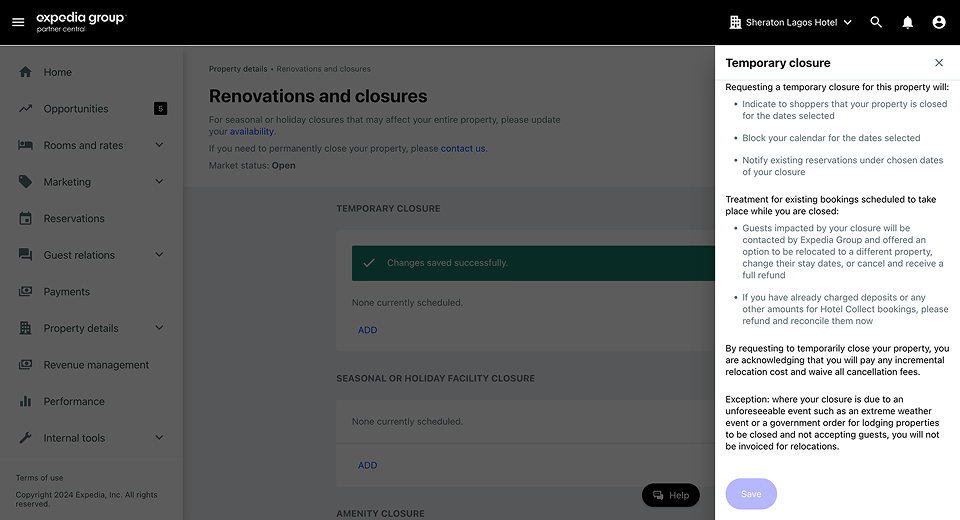 expedia group™
partner central
Sheraton Lagos Hotel
Home
Opportunities
5
Rooms and rates
Marketing
Reservations
Guest relations
Payments
Property details
Revenue management
Performance
Internal tools
Terms of use
Copyright 2024 Expedia, Inc. All rights
reserved.
Property details • Renovations and closures
Renovations and closures
For seasonal or holiday closures that may affect your entire property, please update
your availability.
If you need to permanently close your property, please contact us.
Market status: Open
TEMPORARY CLOSURE
Changes saved successfully.
None currently scheduled.
ADD
SEASONAL OR HOLIDAY FACILITY CLOSURE
None currently scheduled.
ADD
AMENITY CLOSURE
Help
Temporary closure
Requesting a temporary closure for this property will:
• Indicate to shoppers that your property is closed
for the dates selected
• Block your calendar for the dates selected
• Notify existing reservations under chosen dates
of your closure
Treatment for existing bookings scheduled to take
place while you are closed:
• Guests impacted by your closure will be
contacted by Expedia Group and offered an
option to be relocated to a different property,
change their stay dates, or cancel and receive a
full refund
• If you have already charged deposits or any
other amounts for Hotel Collect bookings, please
refund and reconcile them now
By requesting to temporarily close your property, you
are acknowledging that you will pay any incremental
relocation cost and waive all cancellation fees.
Exception: where your closure is due to an
unforeseeable event such as an extreme weather
event or a government order for lodging properties
to be closed and not accepting guests, you will not
be invoiced for relocations.
Save